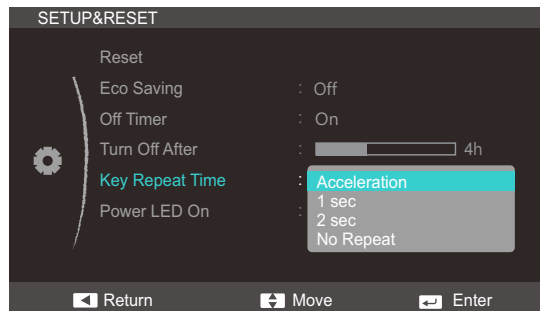 SETUP&RESET
Reset
Eco Saving : Off
Off Timer : On
Turn Off After : 4h
Key Repeat Time : Acceleration
1 sec
2 sec
No Repeat
Power LED On :
Return Move Enter